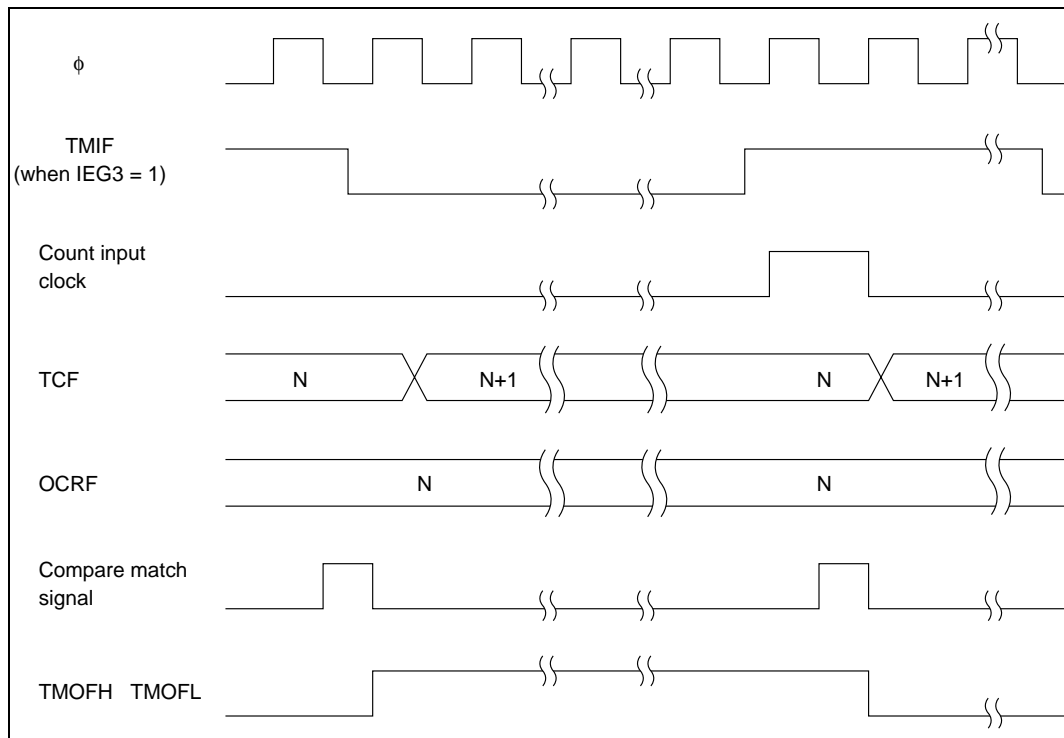 φ
TMIF
(when IEG3 = 1)
Count input
clock
TCF
N
N+1
N
N+1
OCRF
N
N
Compare match
signal
TMOFH TMOFL